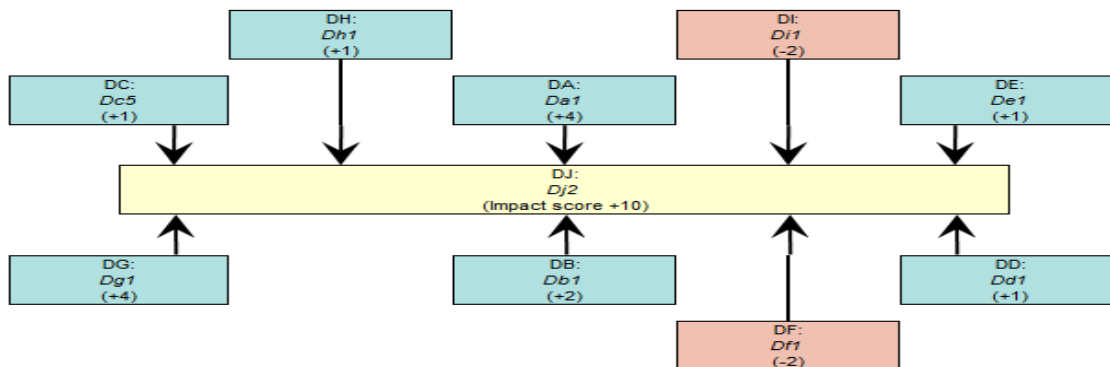 DH:
Dh1
(+1)
DI:
Di1
(-2)
DC:
Dc5
(+1)
DA:
Da1
(+4)
DE:
De1
(+1)
DJ:
Dj2
(Impact score +10)
DG:
Dg1
(+4)
DB:
Db1
(+2)
DD:
Dd1
(+1)
DF:
Df1
(-2)